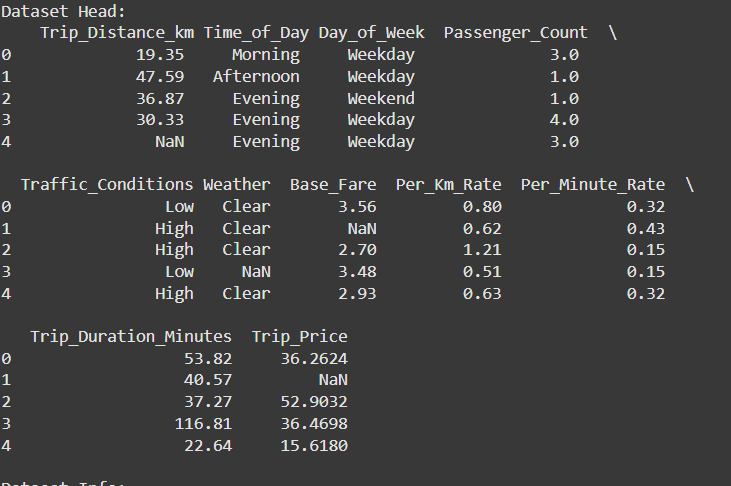 Dataset Head:
Trip_Distance_km Time_of_Day Day_of_Week Passenger_Count \
0 19.35 Morning Weekday 3.0
1 47.59 Afternoon Weekday 1.0
2 36.87 Evening Weekend 1.0
3 30.33 Evening Weekday 4.0
4 NaN Evening Weekday 3.0
Traffic_Conditions Weather Base_Fare Per_Km_Rate Per_Minute_Rate \
0 Low Clear 3.56 0.80 0.32
1 High Clear NaN 0.62 0.43
2 High Clear 2.70 1.21 0.15
3 Low NaN 3.48 0.51 0.15
4 High Clear 2.93 0.63 0.32
Trip_Duration_Minutes Trip_Price
0 53.82 36.2624
1 40.57 NaN
2 37.27 52.9032
3 116.81 36.4698
4 22.64 15.6180
Dataset Info: